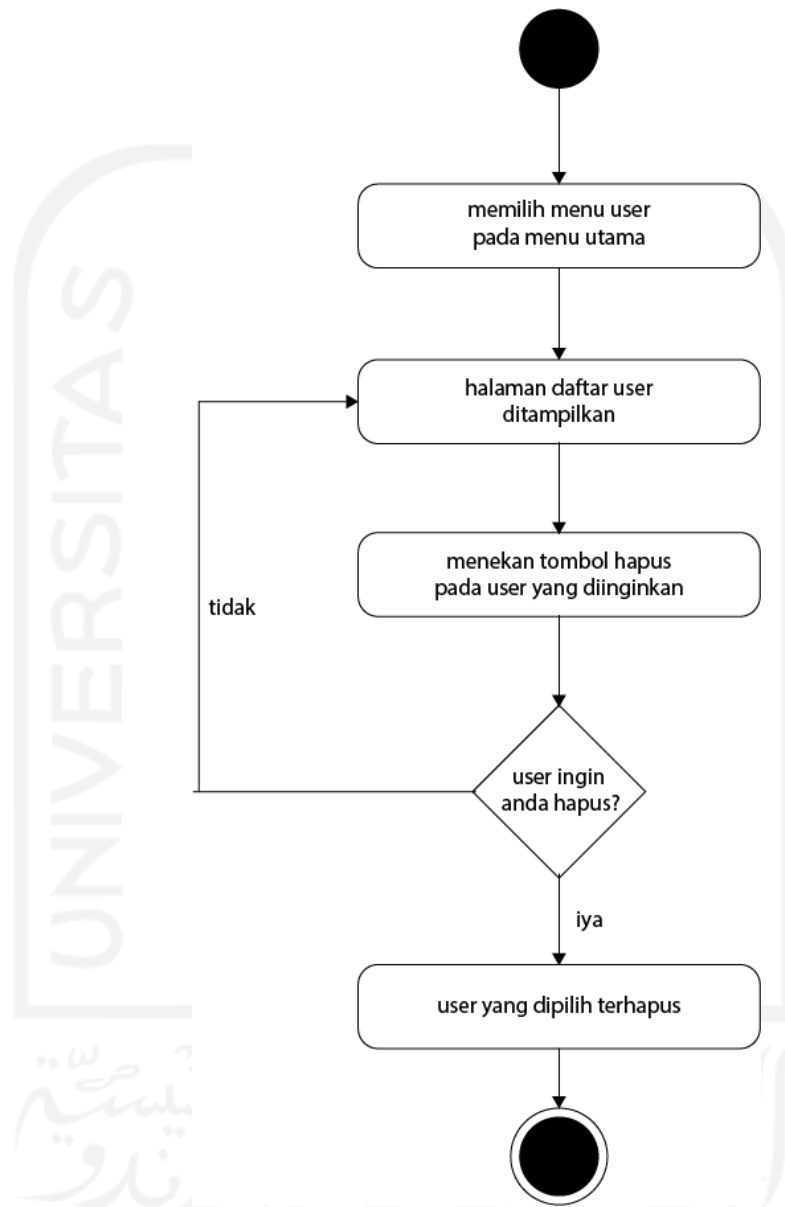 memilih menu user
pada menu utama
halaman daftar user
ditampilkan
menekan tombol hapus
pada user yang diinginkan
tidak
user ingin
anda hapus?
iya
user yang dipilih terhapus
UNIVERSITAS